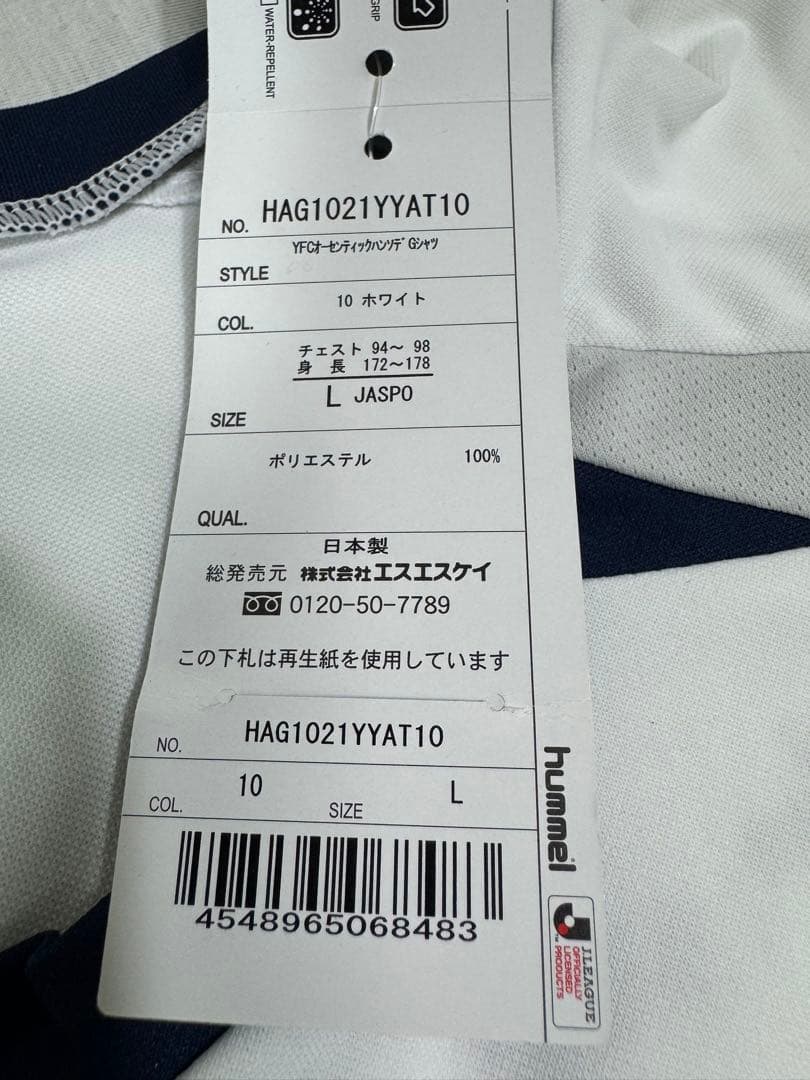 WATER-REPELLENT
GRIP
NO. HAG1021YYAT10
YFCオーセンティックハンソデGシャツ
STYLE
10 ホワイト
COL.
チェスト 94～ 98
身 長 172～178
L JASPO
SIZE
ポリエステル 100%
QUAL.
日本製
総発売元 株式会社エスエスケイ
0120-50-7789
この下札は再生紙を使用しています
NO. HAG1021YYAT10
COL. 10 SIZE L
4548965068483
hummel
J.LEAGUE
OFFICIALLY
LICENSED
PRODUCTS
TM